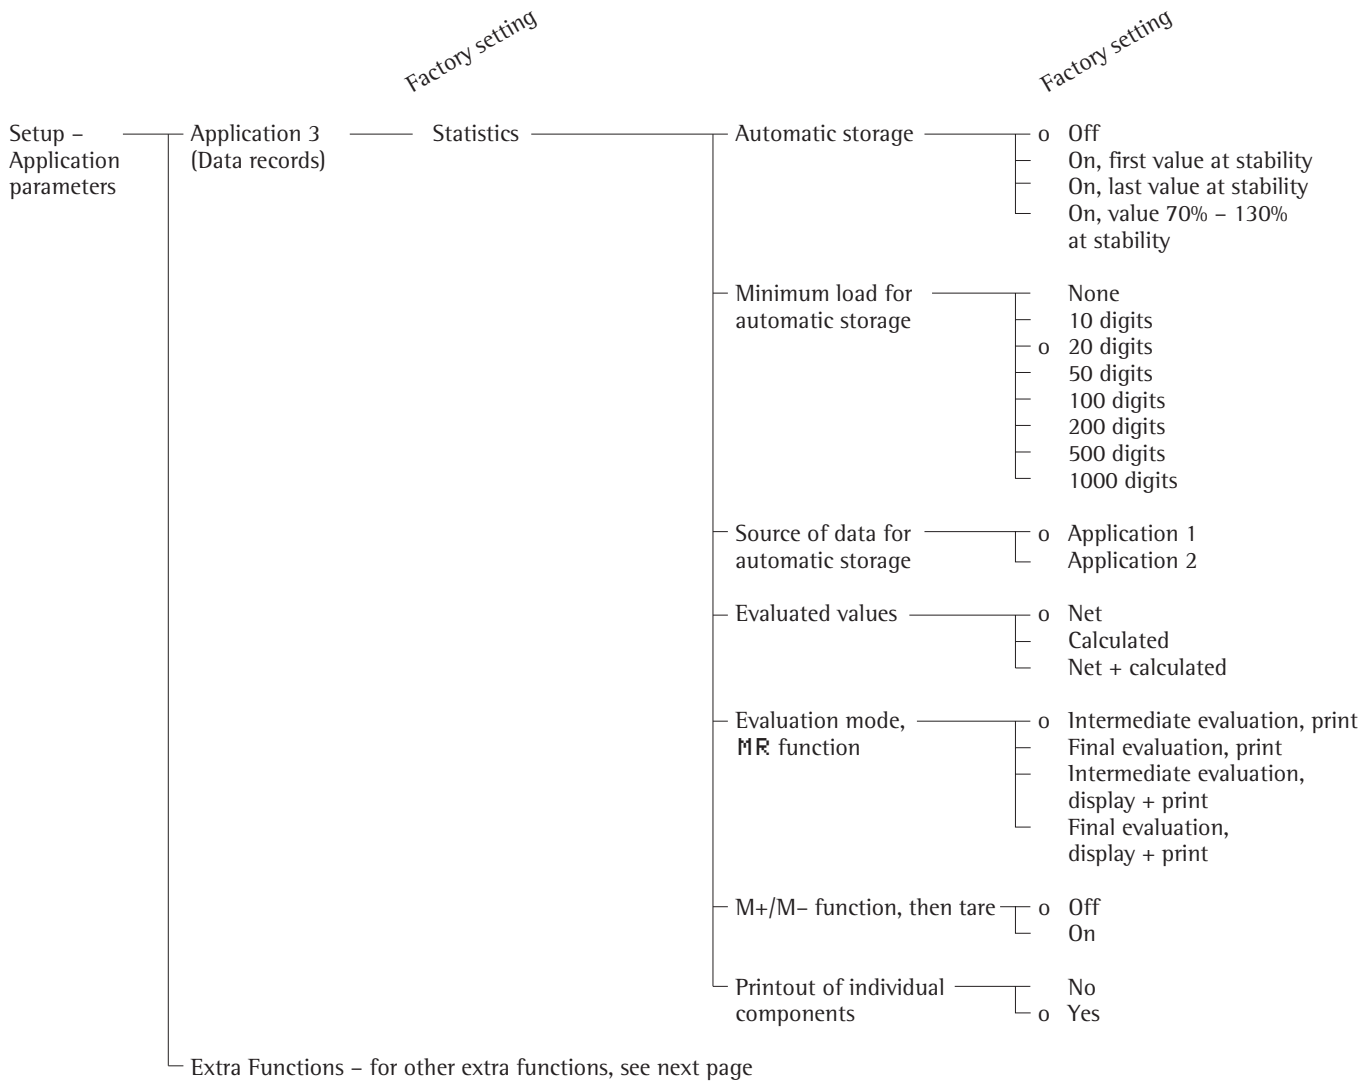 Factory setting
Factory setting
Setup –
Application
parameters
Application 3
(Data records)
Statistics
Automatic storage
o Off
On, first value at stability
On, last value at stability
On, value 70% – 130%
at stability
Minimum load for
automatic storage
None
10 digits
o 20 digits
50 digits
100 digits
200 digits
500 digits
1000 digits
Source of data for
automatic storage
o Application 1
Application 2
Evaluated values
o Net
Calculated
Net + calculated
Evaluation mode,
MR function
o Intermediate evaluation, print
Final evaluation, print
Intermediate evaluation,
display + print
Final evaluation,
display + print
M+/M– function, then tare
o Off
On
Printout of individual
components
No
o Yes
Extra Functions – for other extra functions, see next page